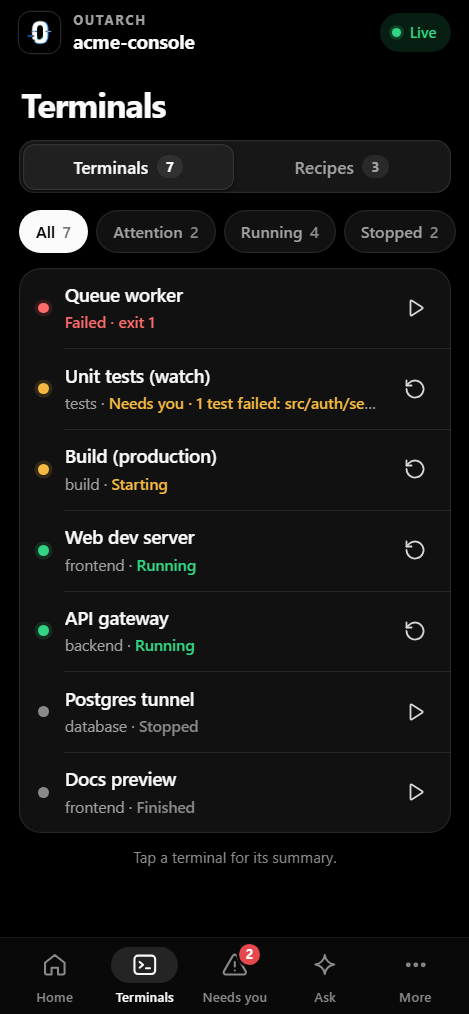 OUTARCH
acme-console
Live
Terminals
Terminals 7
Recipes 3
All 7
Attention 2
Running 4
Stopped 2
Queue worker
Failed · exit 1
Unit tests (watch)
tests · Needs you · 1 test failed: src/auth/se...
Build (production)
build · Starting
Web dev server
frontend · Running
API gateway
backend · Running
Postgres tunnel
database · Stopped
Docs preview
frontend · Finished
Tap a terminal for its summary.
2
Home
Terminals
Needs you
Ask
More